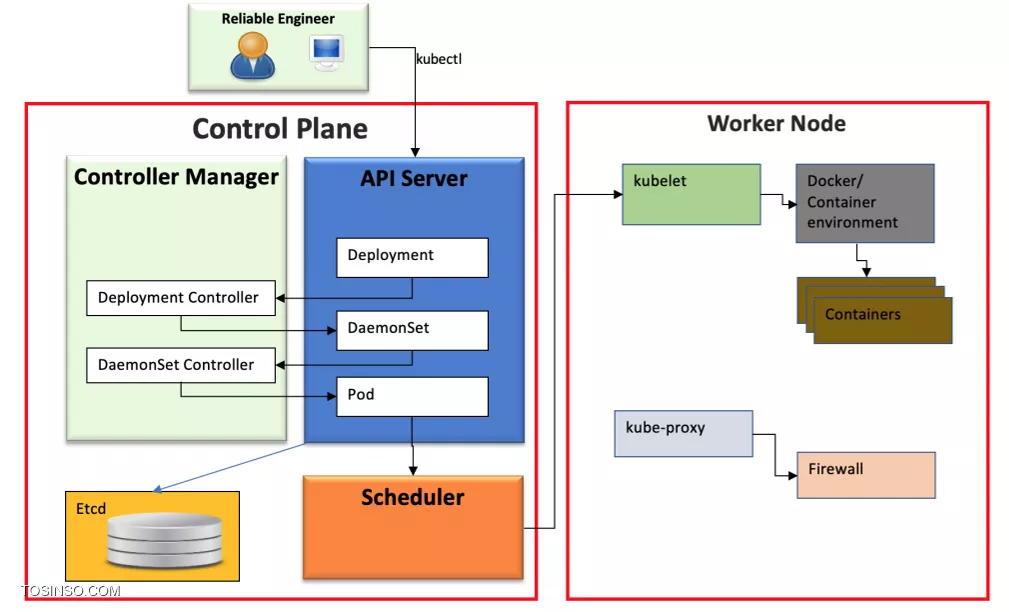 Reliable Engineer
kubectl
Control Plane
Controller Manager
API Server
Deployment
Deployment Controller
DaemonSet
DaemonSet Controller
Pod
Etcd
Scheduler
Worker Node
kubelet
Docker/
Container
environment
Containers
kube-proxy
Firewall
TOSINSO.COM